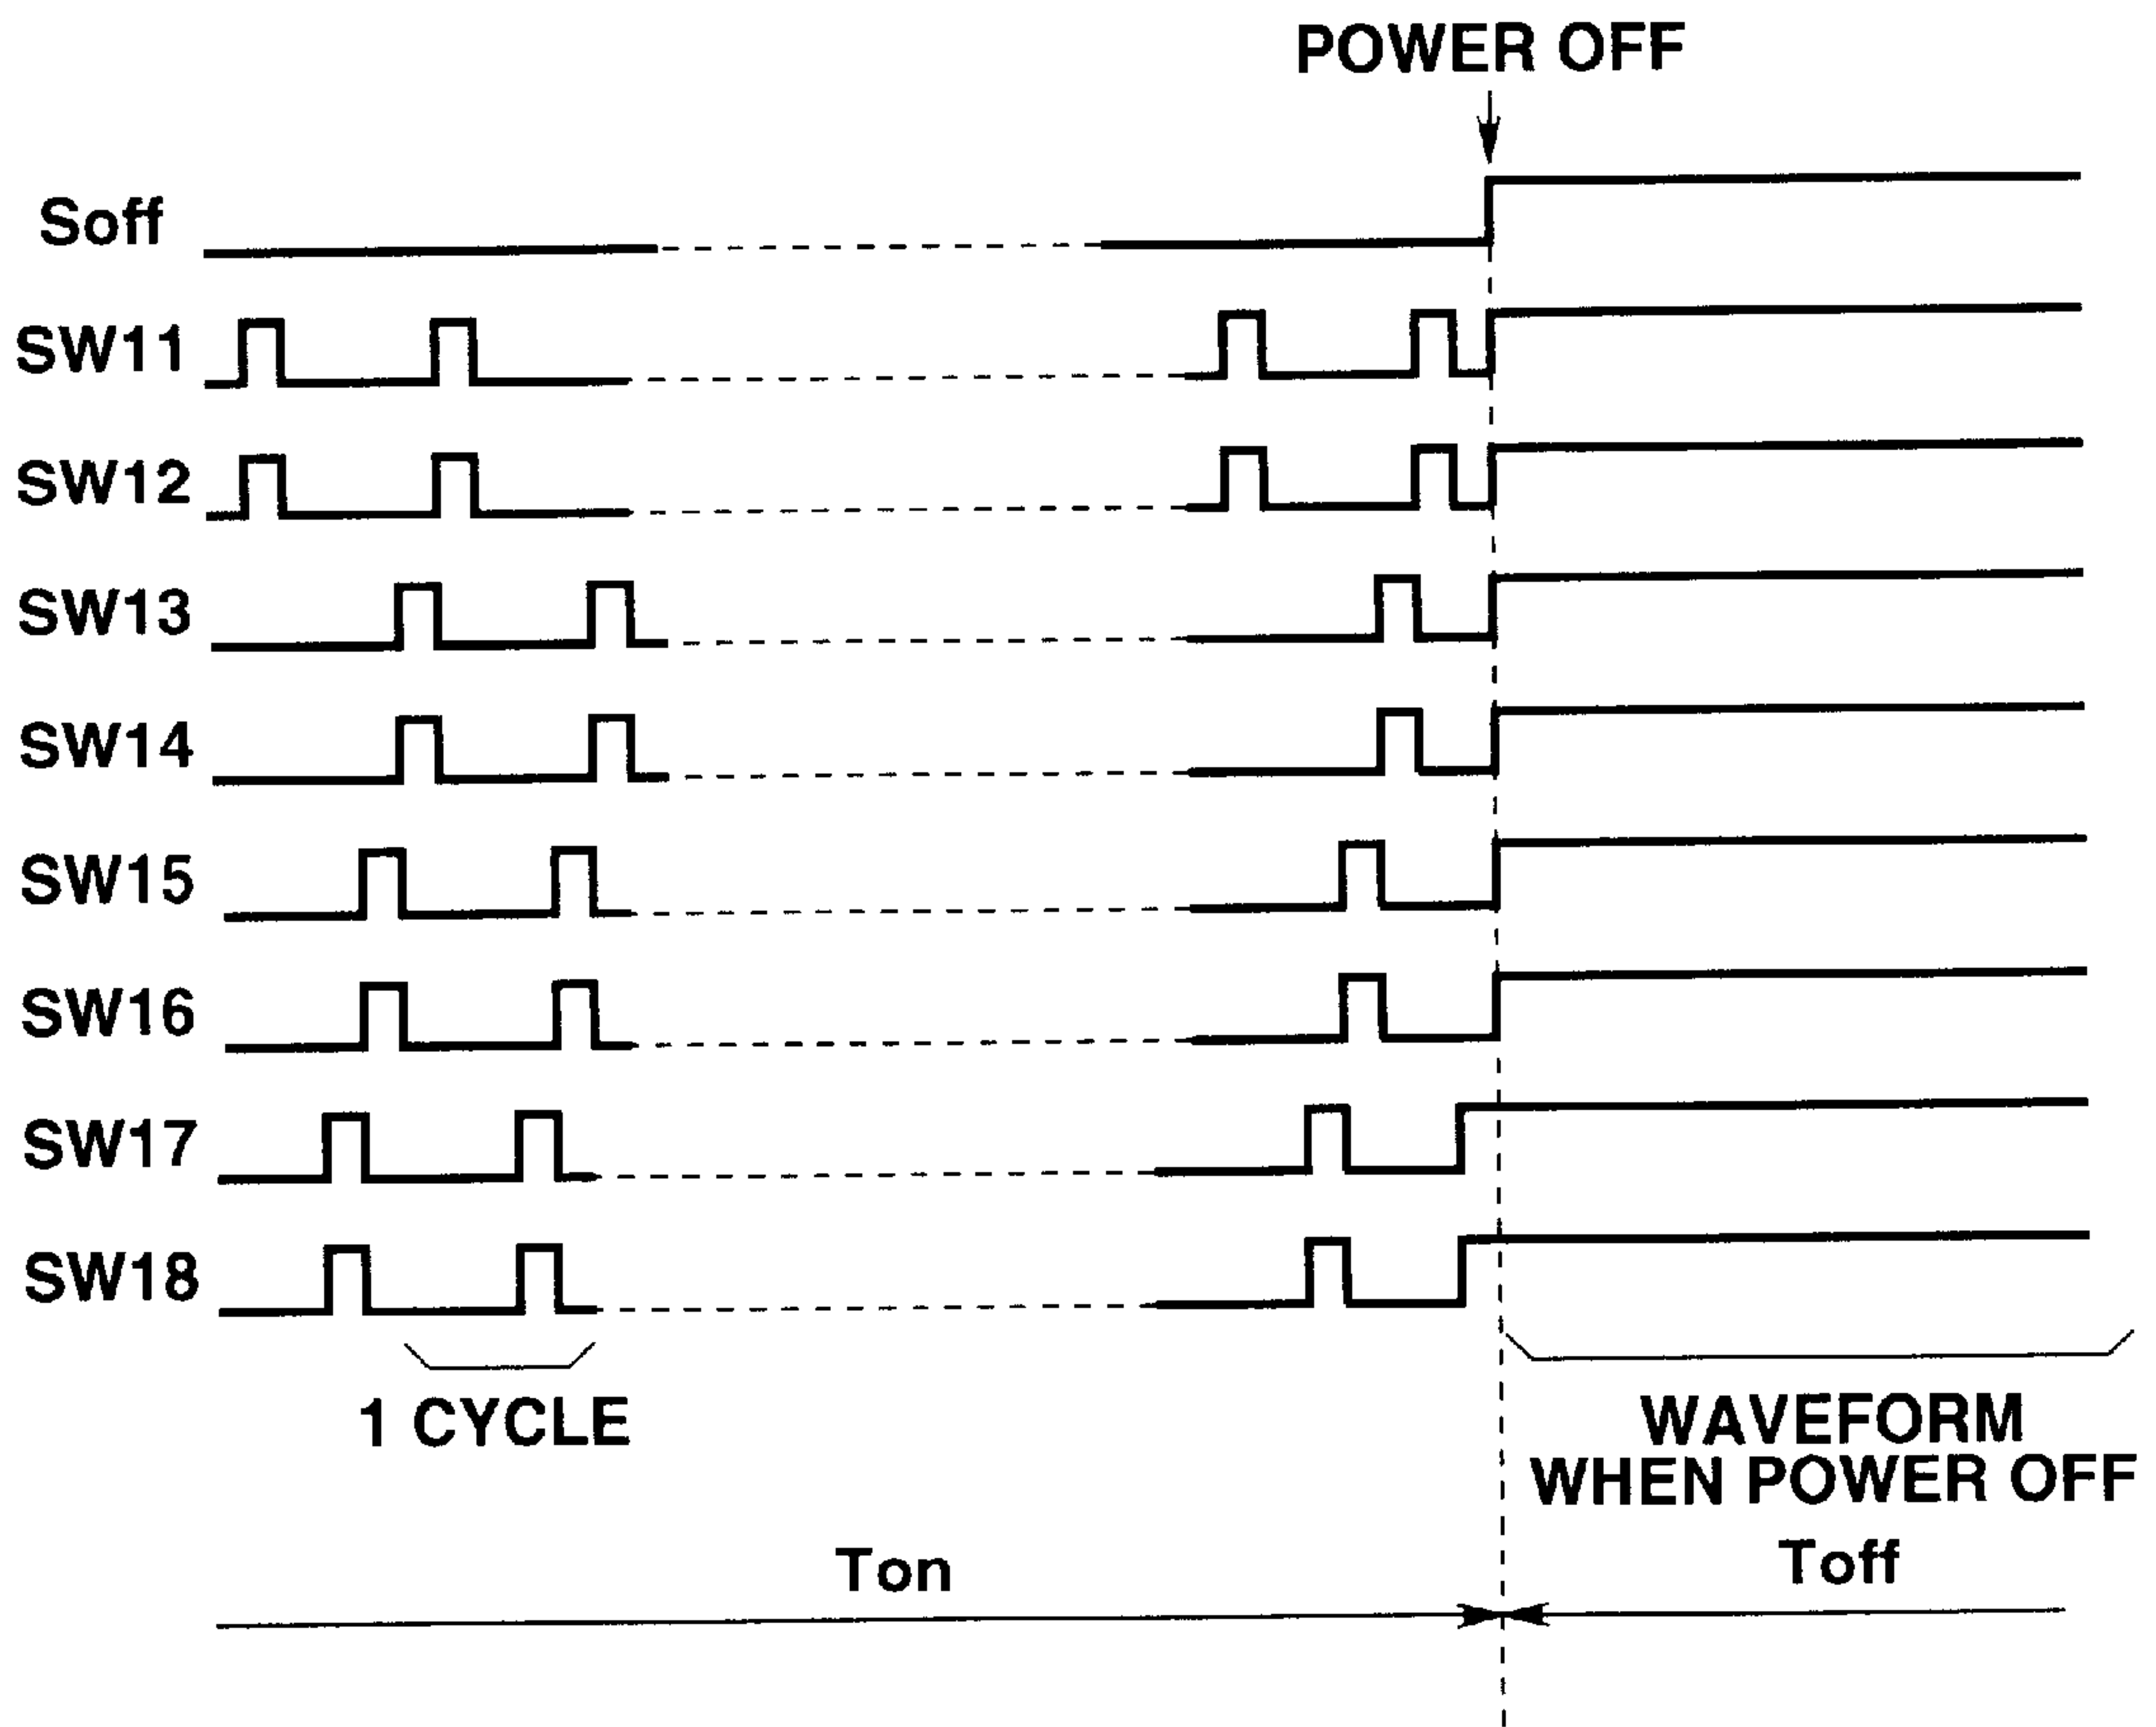 POWER OFF
Soff
SW11
SW12
SW13
SW14
SW15
SW16
SW17
SW18
1 CYCLE
WAVEFORM
WHEN POWER OFF
Ton
Toff